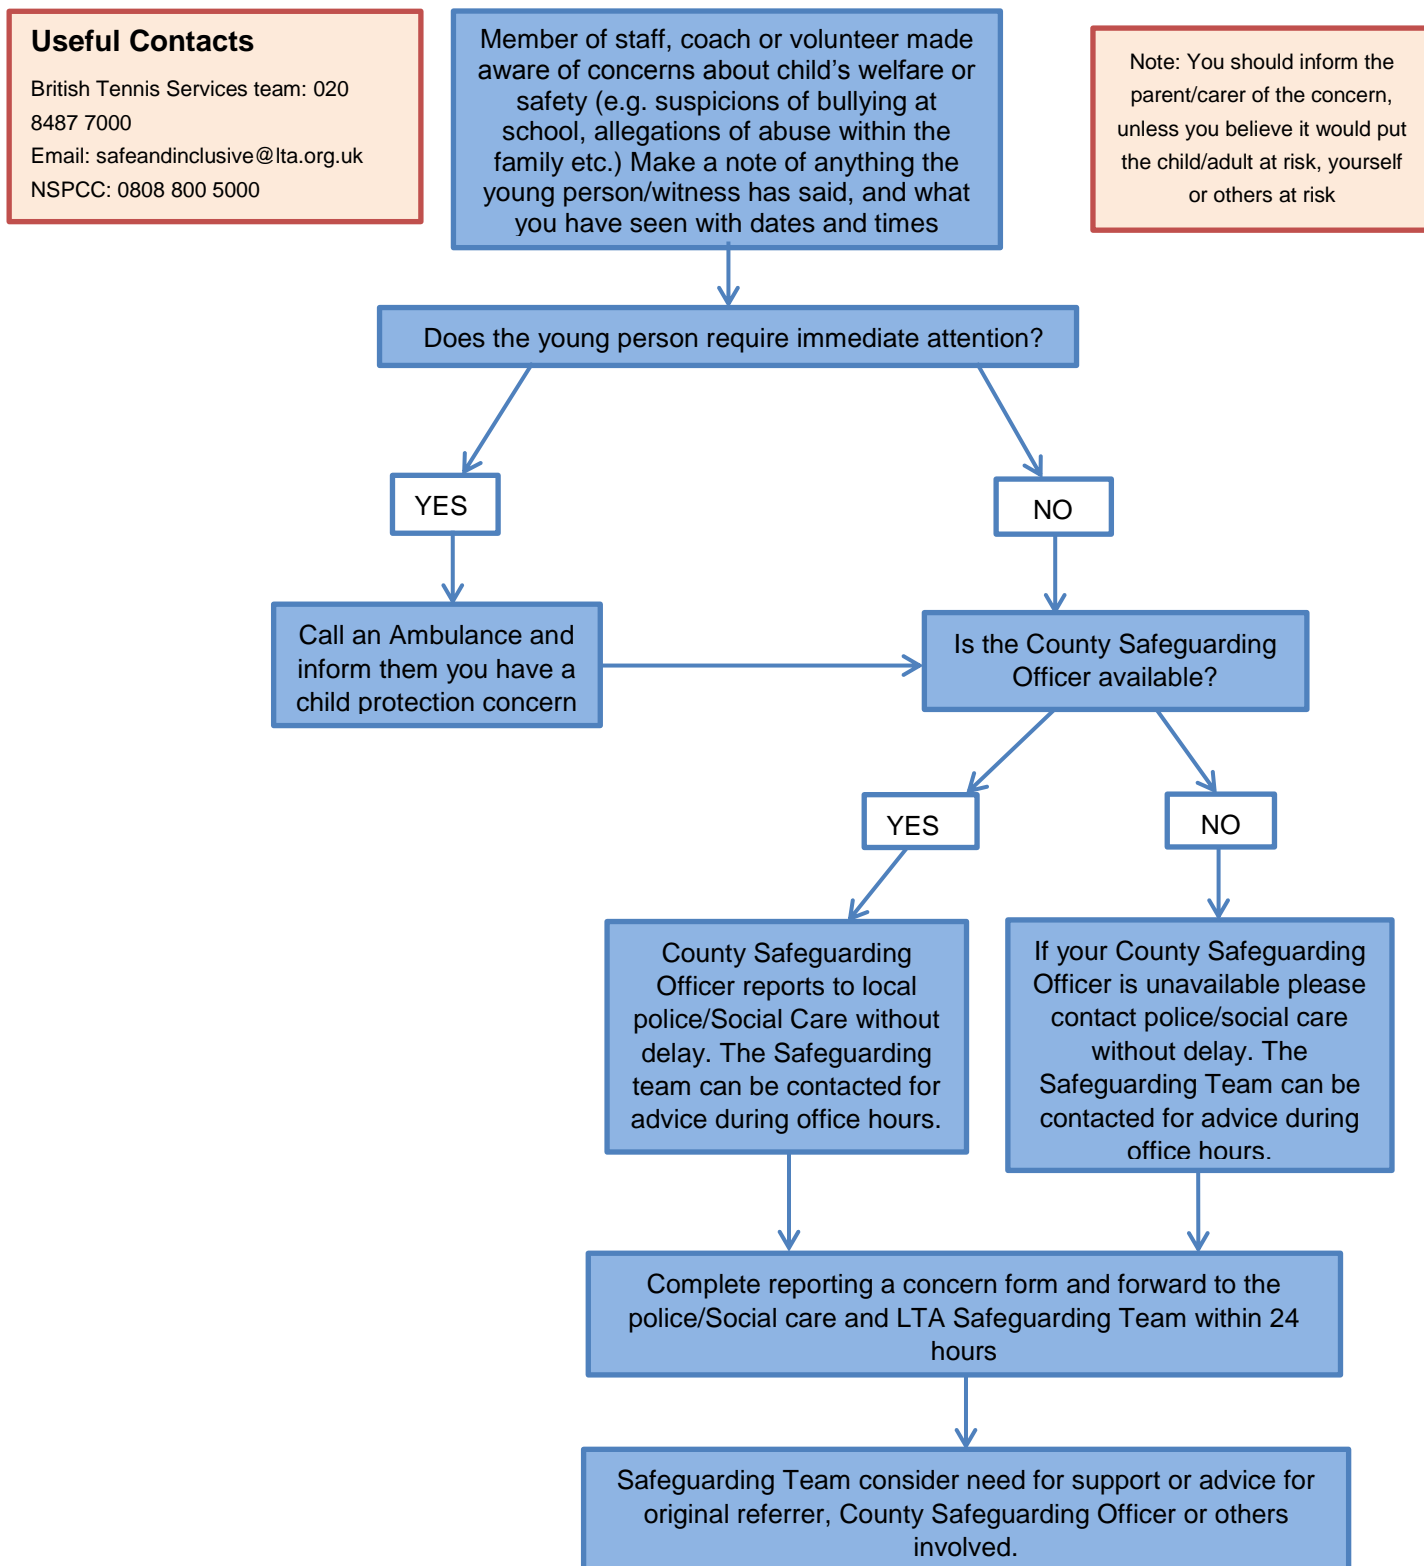 Useful Contacts
British Tennis Services team: 020
8487 7000
Email: safeandinclusive@lta.org.uk
NSPCC: 0808 800 5000
Member of staff, coach or volunteer made
aware of concerns about child’s welfare or
safety (e.g. suspicions of bullying at
school, allegations of abuse within the
family etc.) Make a note of anything the
young person/witness has said, and what
you have seen with dates and times
Note: You should inform the
parent/carer of the concern,
unless you believe it would put
the child/adult at risk, yourself
or others at risk
Does the young person require immediate attention?
YES
NO
Call an Ambulance and
inform them you have a
child protection concern
Is the County Safeguarding
Officer available?
YES
NO
County Safeguarding
Officer reports to local
police/Social Care without
delay. The Safeguarding
team can be contacted for
advice during office hours.
If your County Safeguarding
Officer is unavailable please
contact police/social care
without delay. The
Safeguarding Team can be
contacted for advice during
office hours.
Complete reporting a concern form and forward to the
police/Social care and LTA Safeguarding Team within 24
hours
Safeguarding Team consider need for support or advice for
original referrer, County Safeguarding Officer or others
involved.